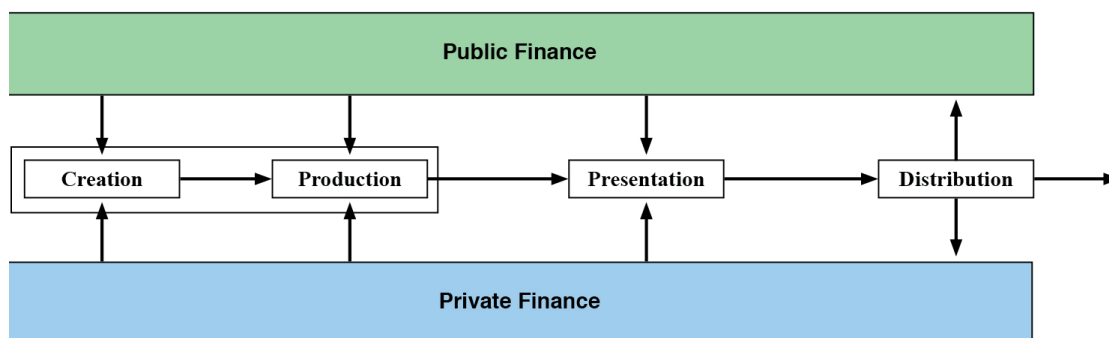 Public Finance
Creation
Production
Presentation
Distribution
Private Finance